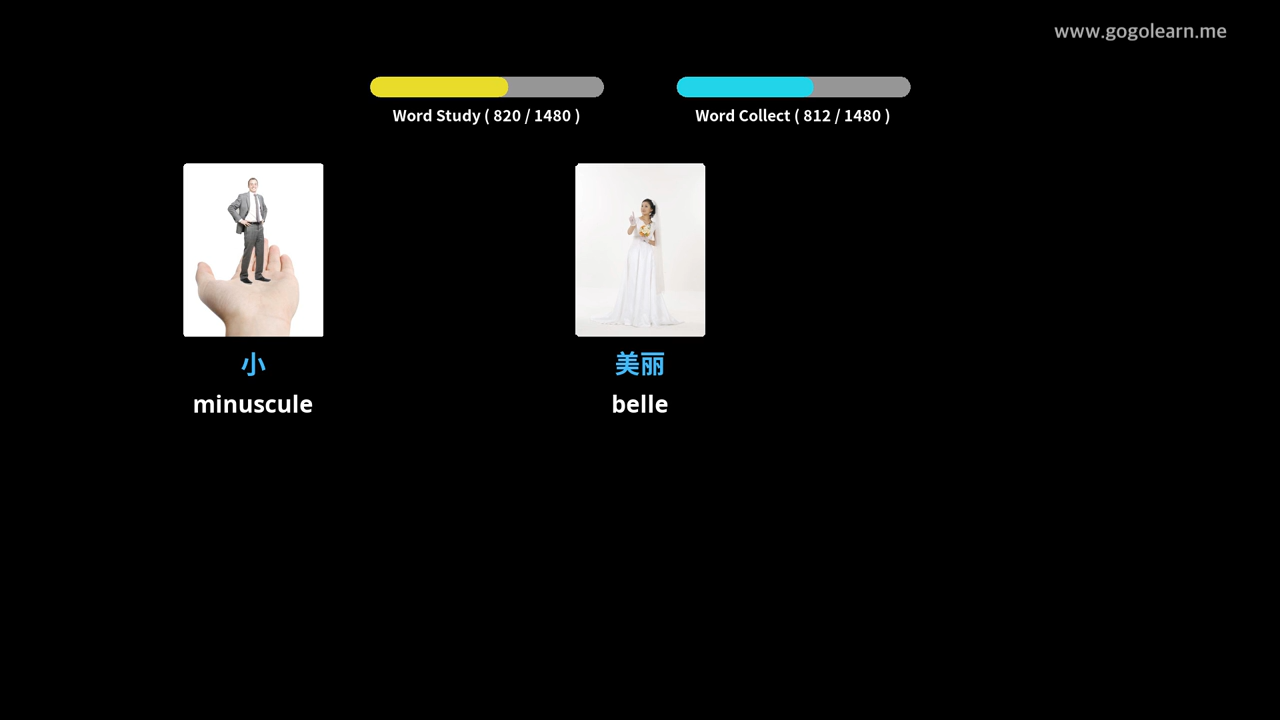 www.gogolearn.me
Word Study ( 820 / 1480 )
Word Collect ( 812 / 1480 )
小
美丽
minuscule
belle